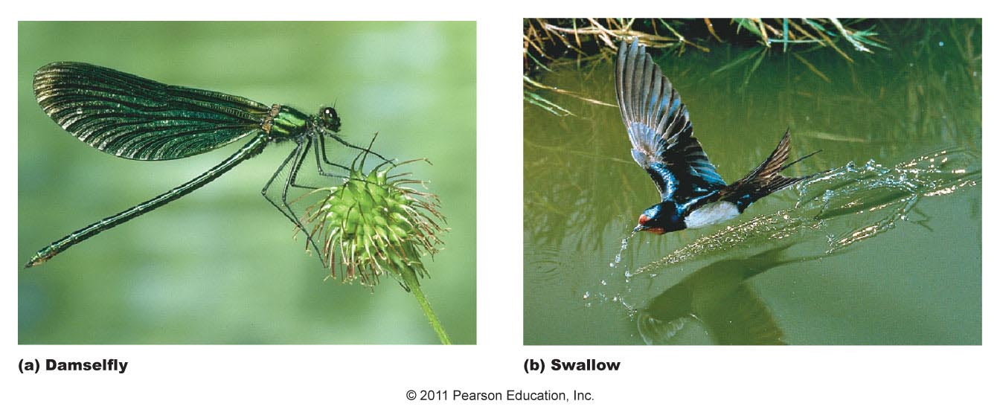 (a) Damselfly
(b) Swallow
© 2011 Pearson Education, Inc.